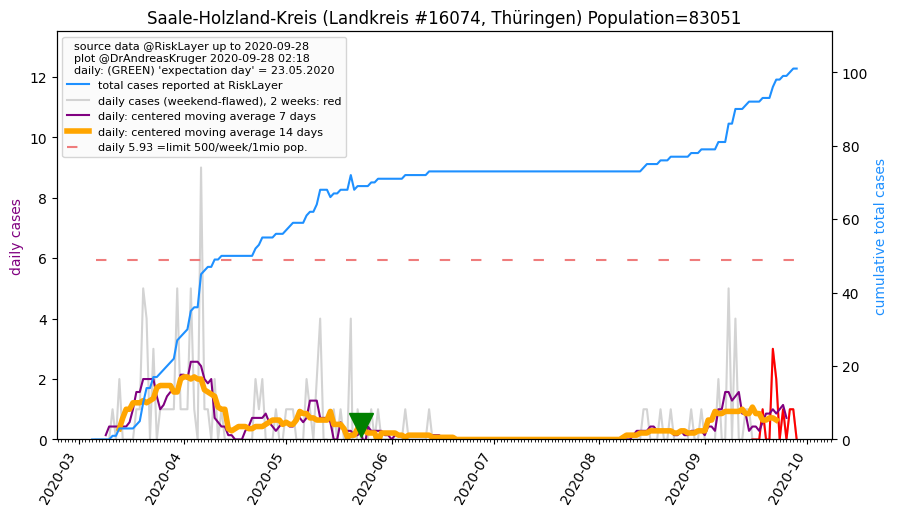 Saale-Holzland-Kreis (Landkreis #16074, Thüringen) Population=83051
source data @RiskLayer up to 2020-09-28
plot @DrAndreasKruger 2020-09-28 02:18
daily: (GREEN) 'expectation day' = 23.05.2020
total cases reported at RiskLayer
daily cases (weekend-flawed), 2 weeks: red
daily: centered moving average 7 days
daily: centered moving average 14 days
daily 5.93 =limit 500/week/1mio pop.
daily cases
12
10
8
6
4
2
0
cumulative total cases
100
80
60
40
20
0
2020-03
2020-04
2020-05
2020-06
2020-07
2020-08
2020-09
2020-10